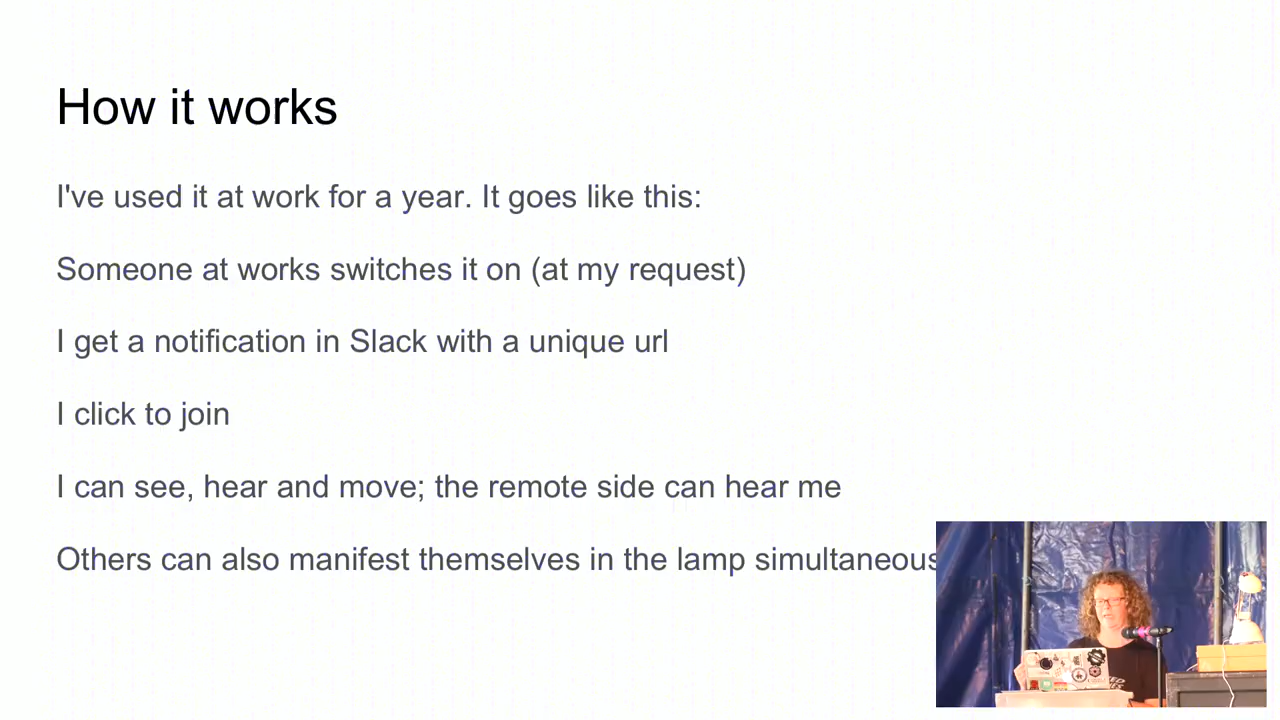 How it works
I've used it at work for a year. It goes like this:
Someone at works switches it on (at my request)
I get a notification in Slack with a unique url
I click to join
I can see, hear and move; the remote side can hear me
Others can also manifest themselves in the lamp simultaneous